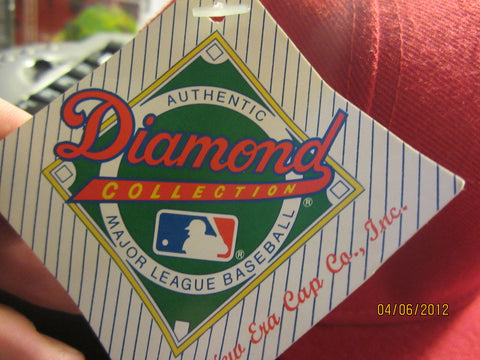 AUTHENTIC
Diamond
COLLECTION
®
®
MAJOR LEAGUE BASEBALL
Era Cap Co., Inc.
04/06/2012